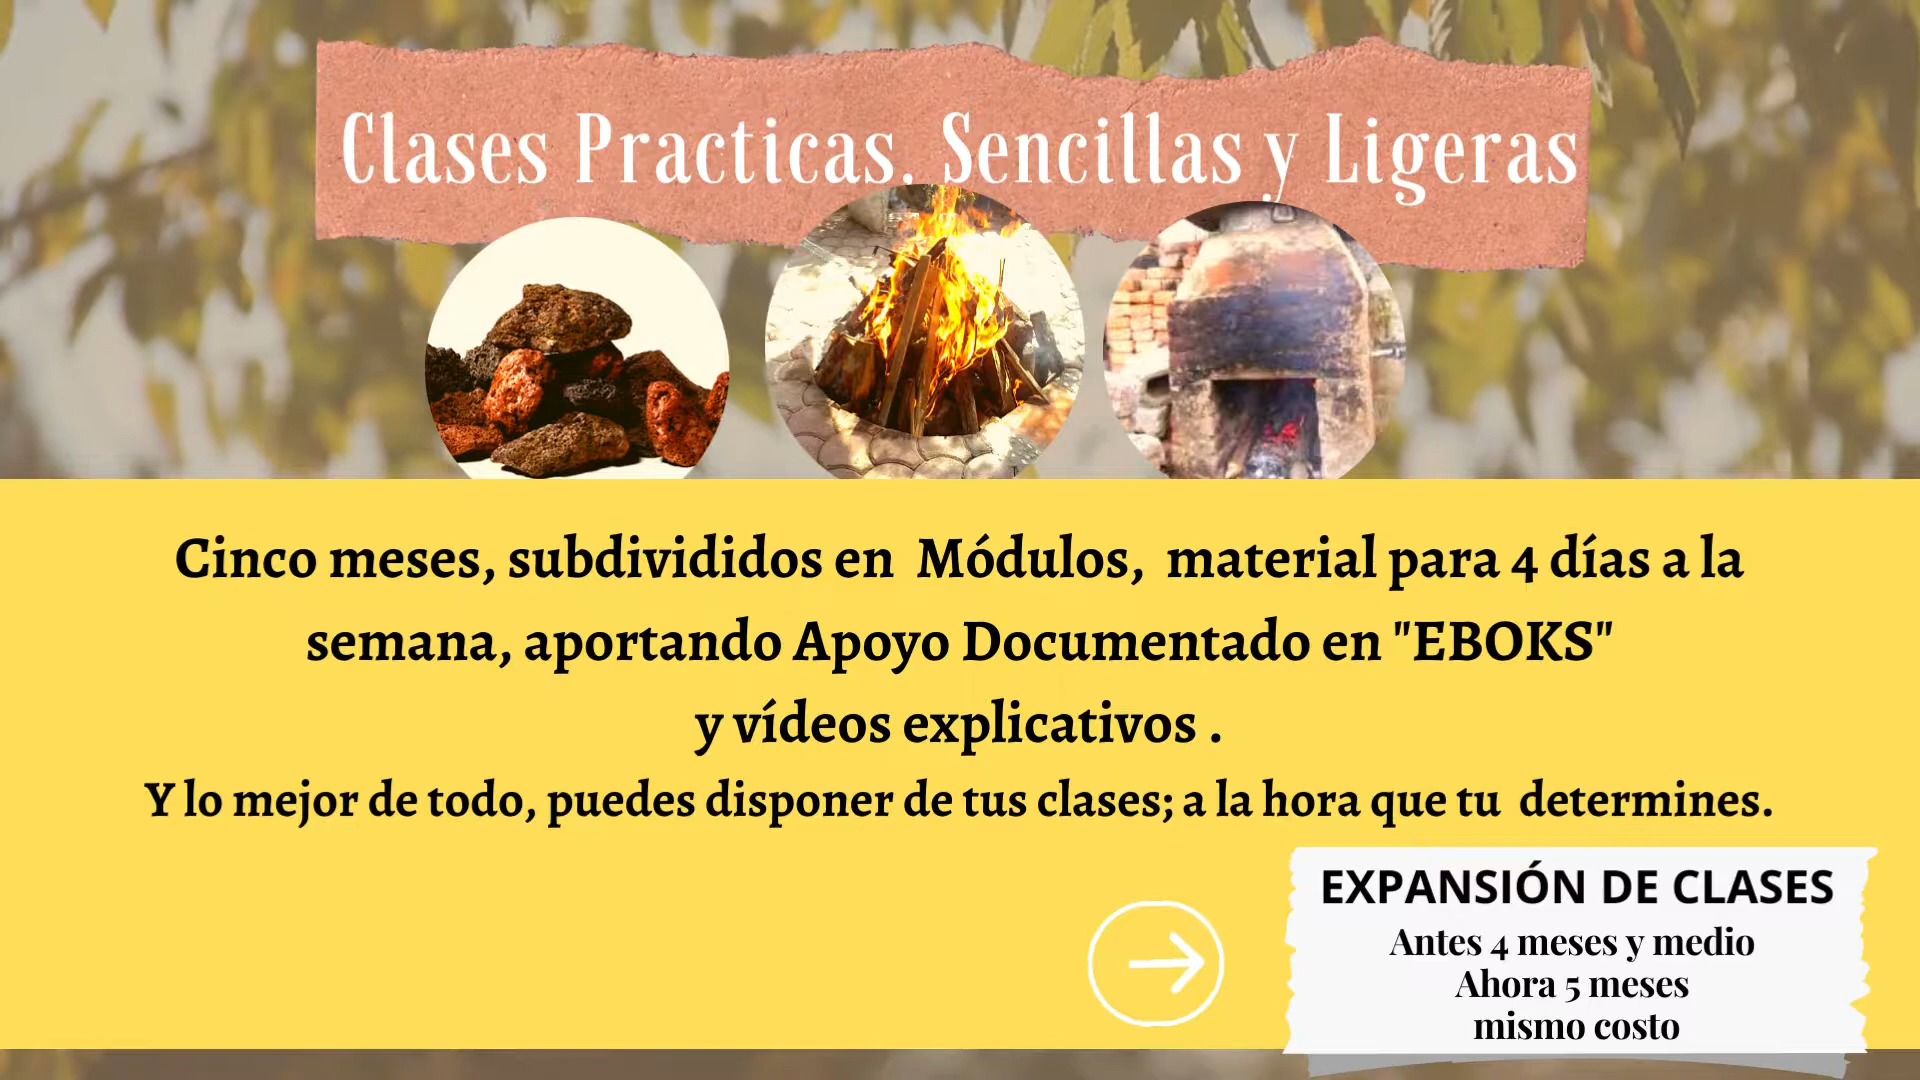 Clases Practicas. Sencillas y Ligeras
Cinco meses, subdivididos en Módulos, material para 4 días a la
semana, aportando Apoyo Documentado en "EBOKS"
y vídeos explicativos .
Y lo mejor de todo, puedes disponer de tus clases; a la hora que tu determines.
EXPANSIÓN DE CLASES
Antes 4 meses y medio
Ahora 5 meses
mismo costo